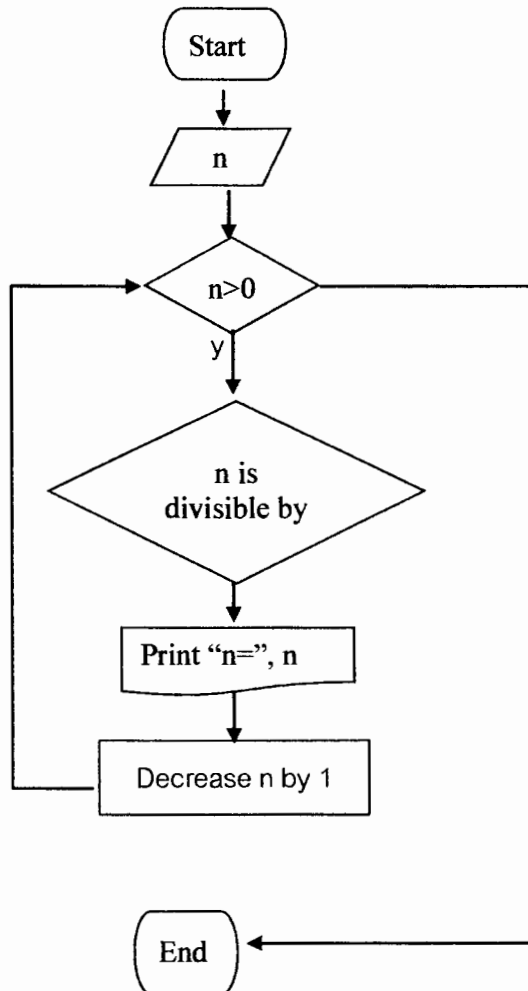 Start
n
n>0
y
n is
divisible by
Print “n=”, n
Decrease n by 1
End